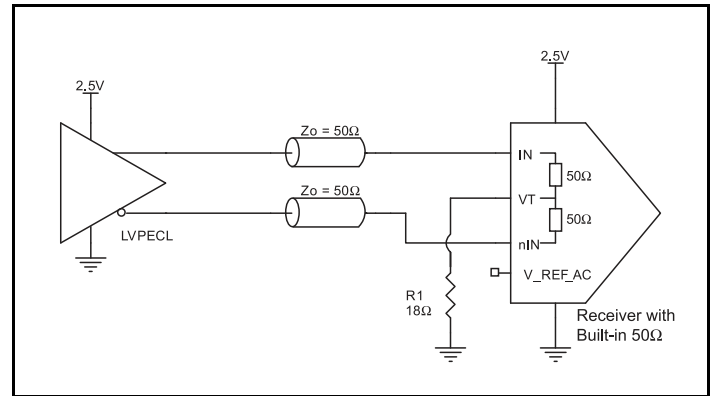 2.5V
2.5V
Zo = 50Ω
IN
50Ω
Zo = 50Ω
VT
50Ω
nIN
LVPECL
V_REF_AC
R1
18Ω
Receiver with
Built-in 50Ω